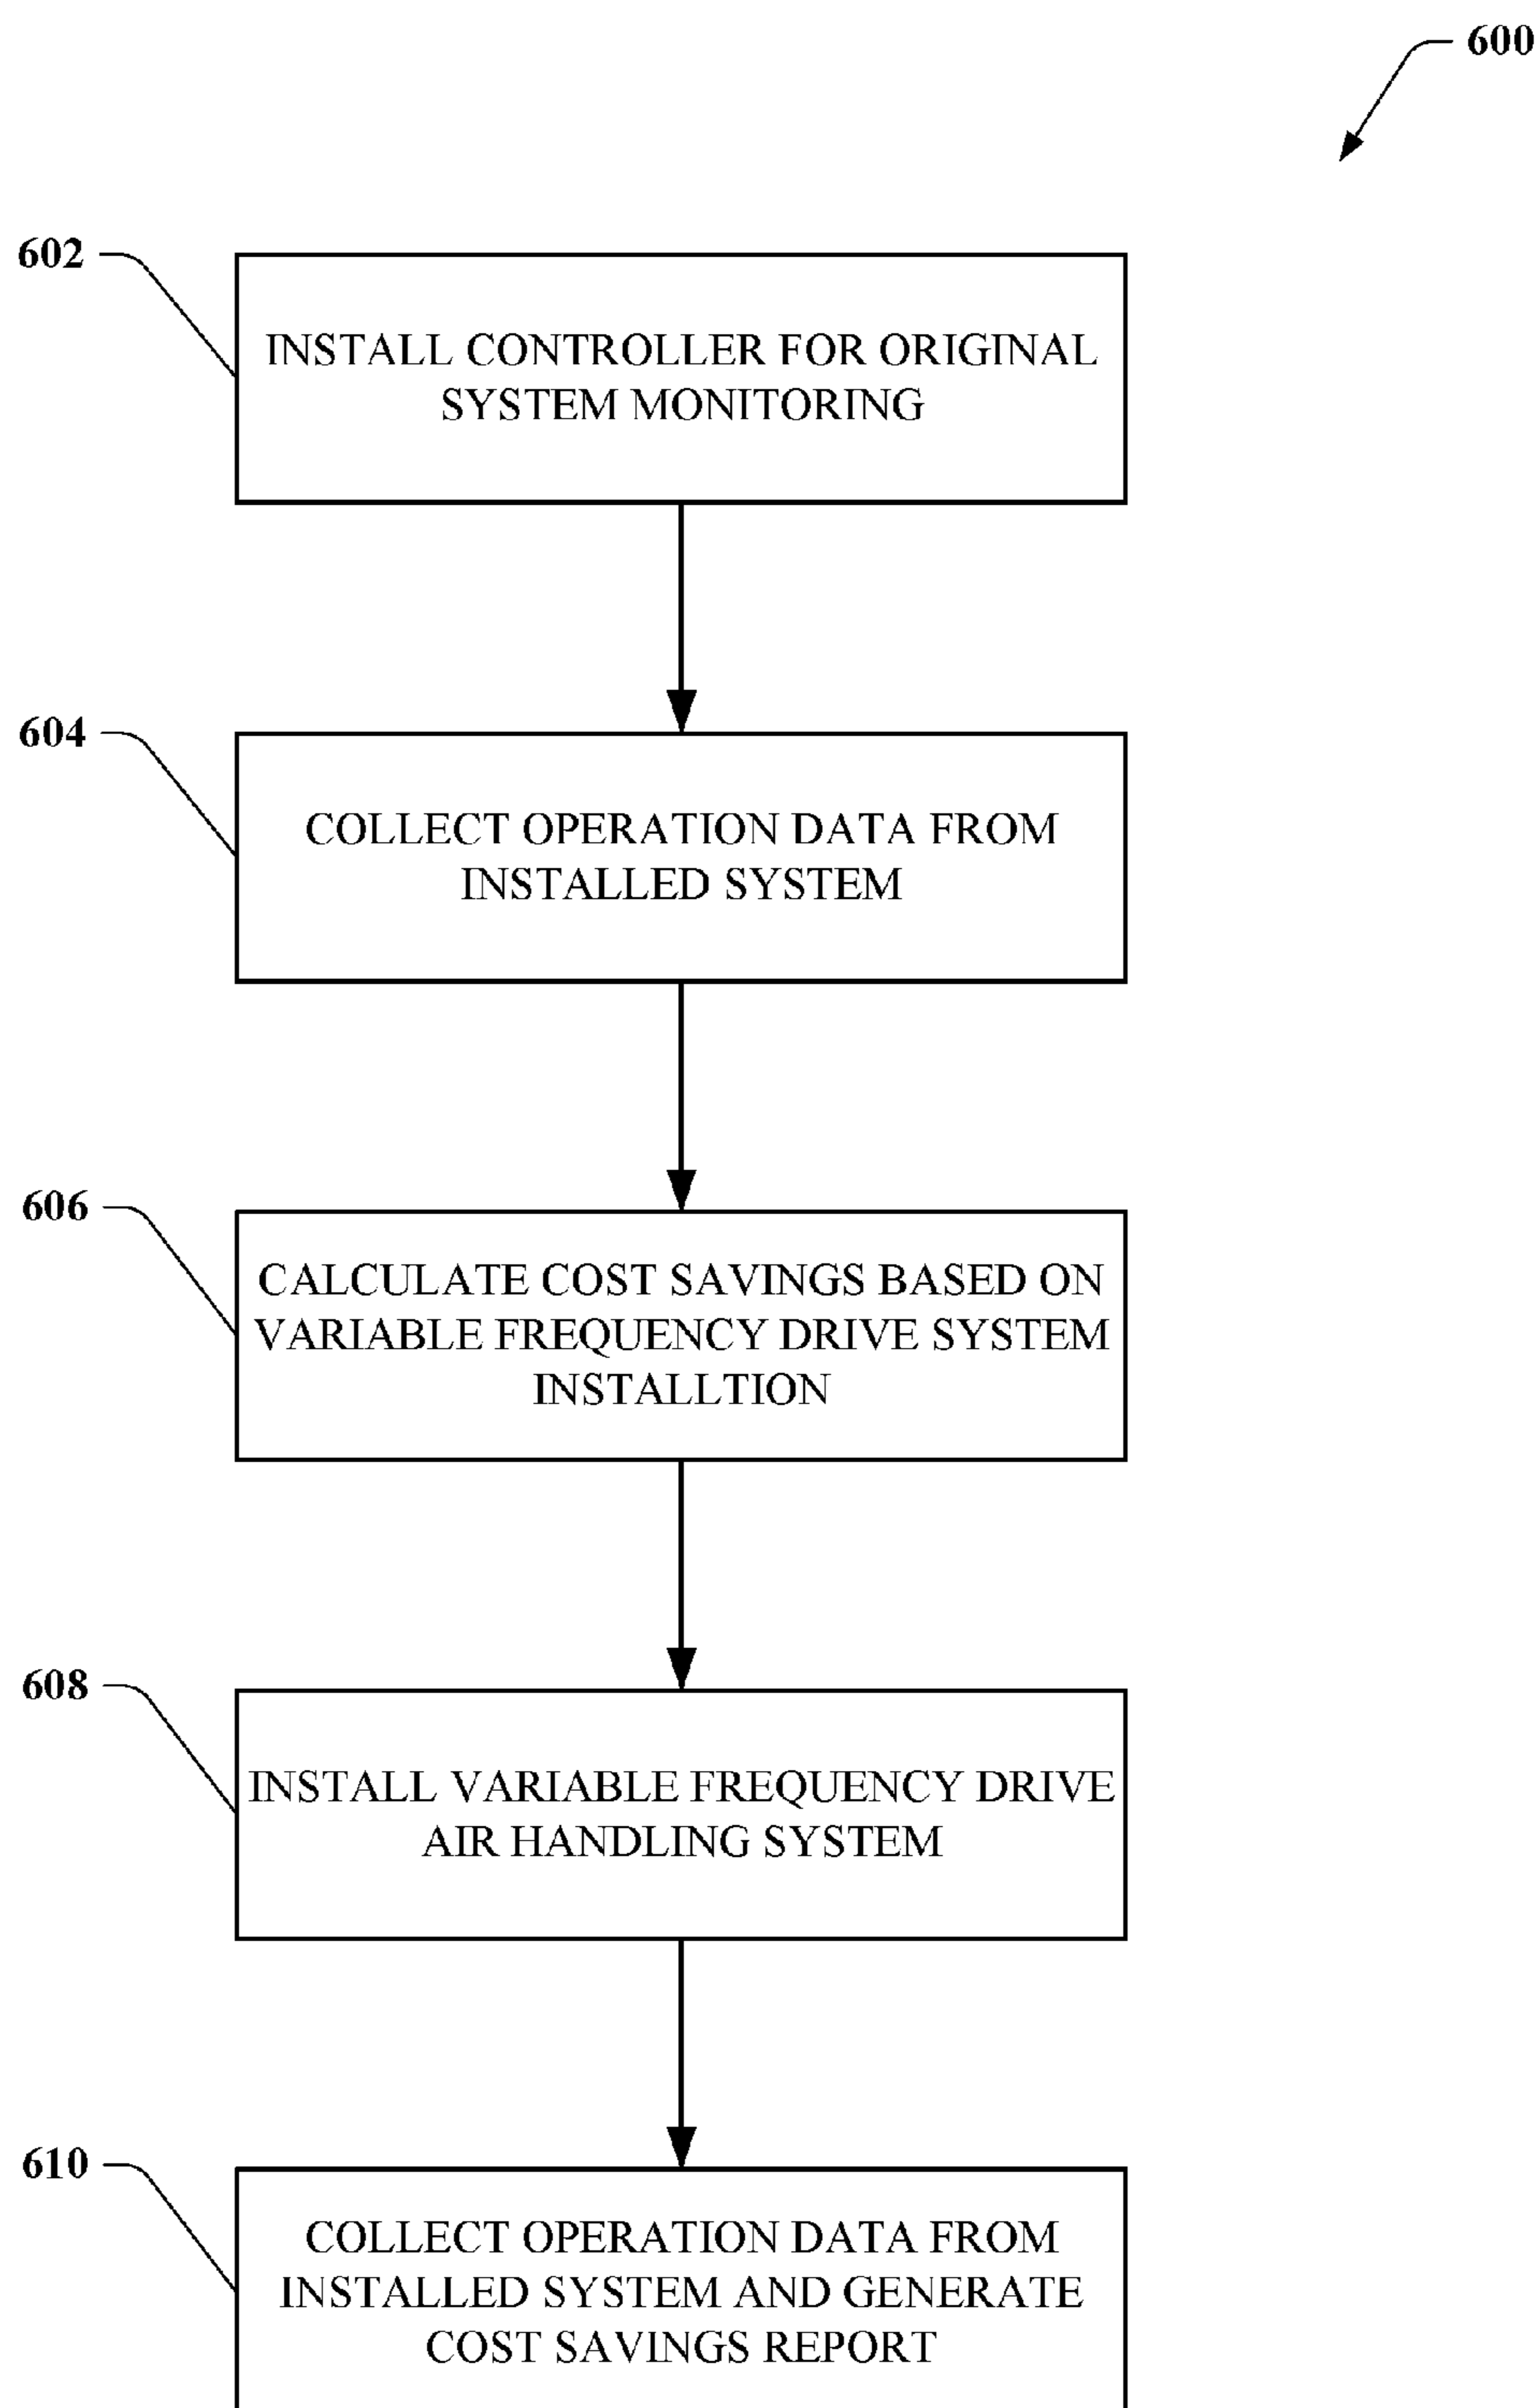 600
602
INSTALL CONTROLLER FOR ORIGINAL
SYSTEM MONITORING
604
COLLECT OPERATION DATA FROM
INSTALLED SYSTEM
606
CALCULATE COST SAVINGS BASED ON
VARIABLE FREQUENCY DRIVE SYSTEM
INSTALLTION
608
INSTALL VARIABLE FREQUENCY DRIVE
AIR HANDLING SYSTEM
610
COLLECT OPERATION DATA FROM
INSTALLED SYSTEM AND GENERATE
COST SAVINGS REPORT